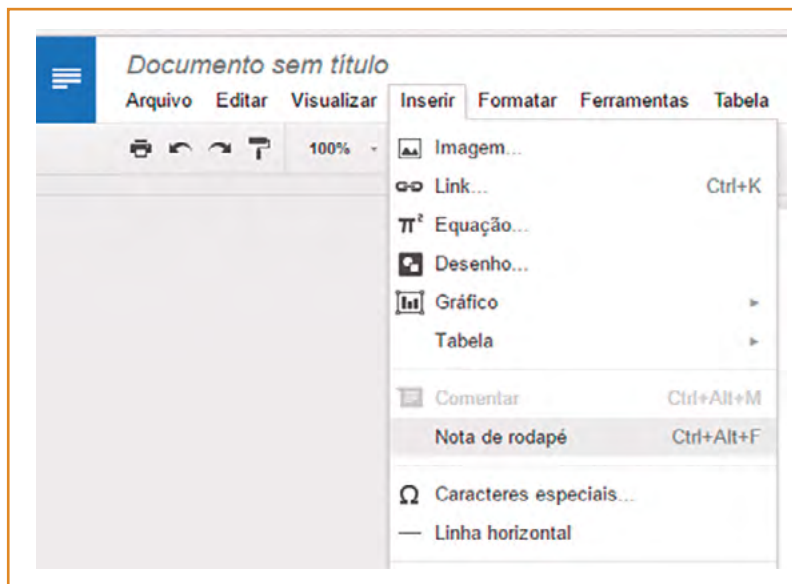 Documento sem título
Arquivo Editar Visualizar Inserir Formatar Ferramentas Tabela
100%
Imagem...
Link... Ctrl+K
Equação...
Desenho...
Gráfico
Tabela
Comentar Ctrl+Alt+M
Nota de rodapé Ctrl+Alt+F
Caracteres especiais...
Linha horizontal